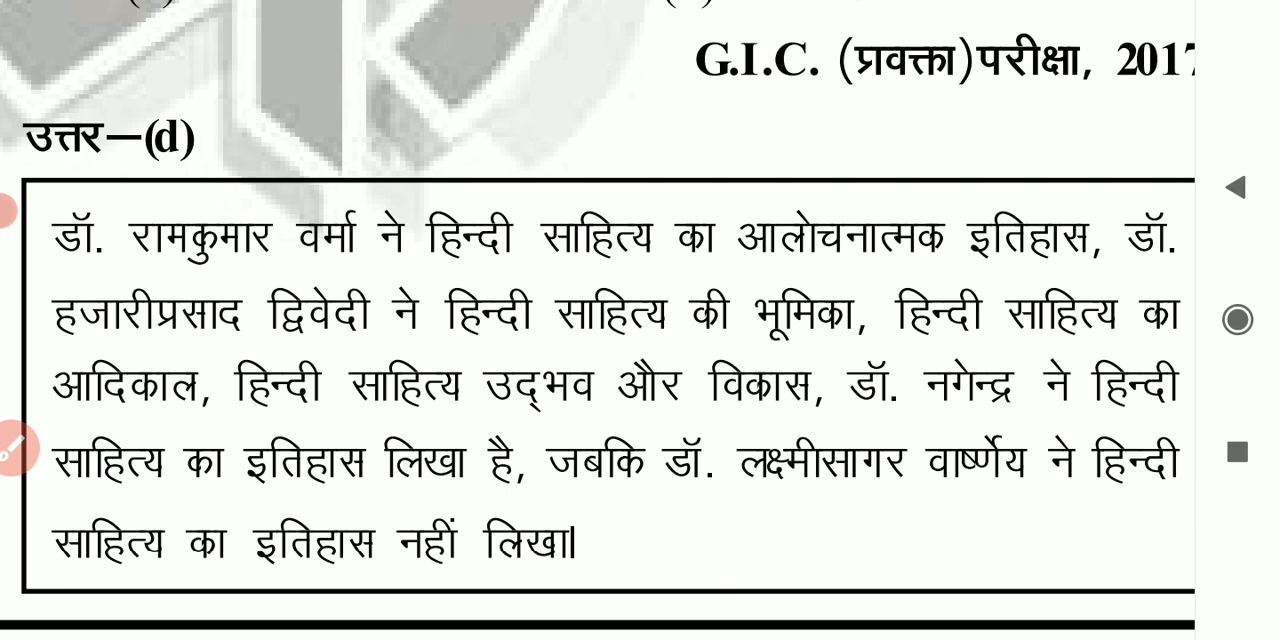 G.I.C. (प्रवक्ता) परीक्षा, 2017
उत्तर—(d)
डॉ. रामकुमार वर्मा ने हिन्दी साहित्य का आलोचनात्मक इतिहास, डॉ.
हजारीप्रसाद द्विवेदी ने हिन्दी साहित्य की भूमिका, हिन्दी साहित्य का
आदिकाल, हिन्दी साहित्य उद्‌भव और विकास, डॉ. नगेन्द्र ने हिन्दी
साहित्य का इतिहास लिखा है, जबकि डॉ. लक्ष्मीसागर वार्ष्णेय ने हिन्दी
साहित्य का इतिहास नहीं लिखा।